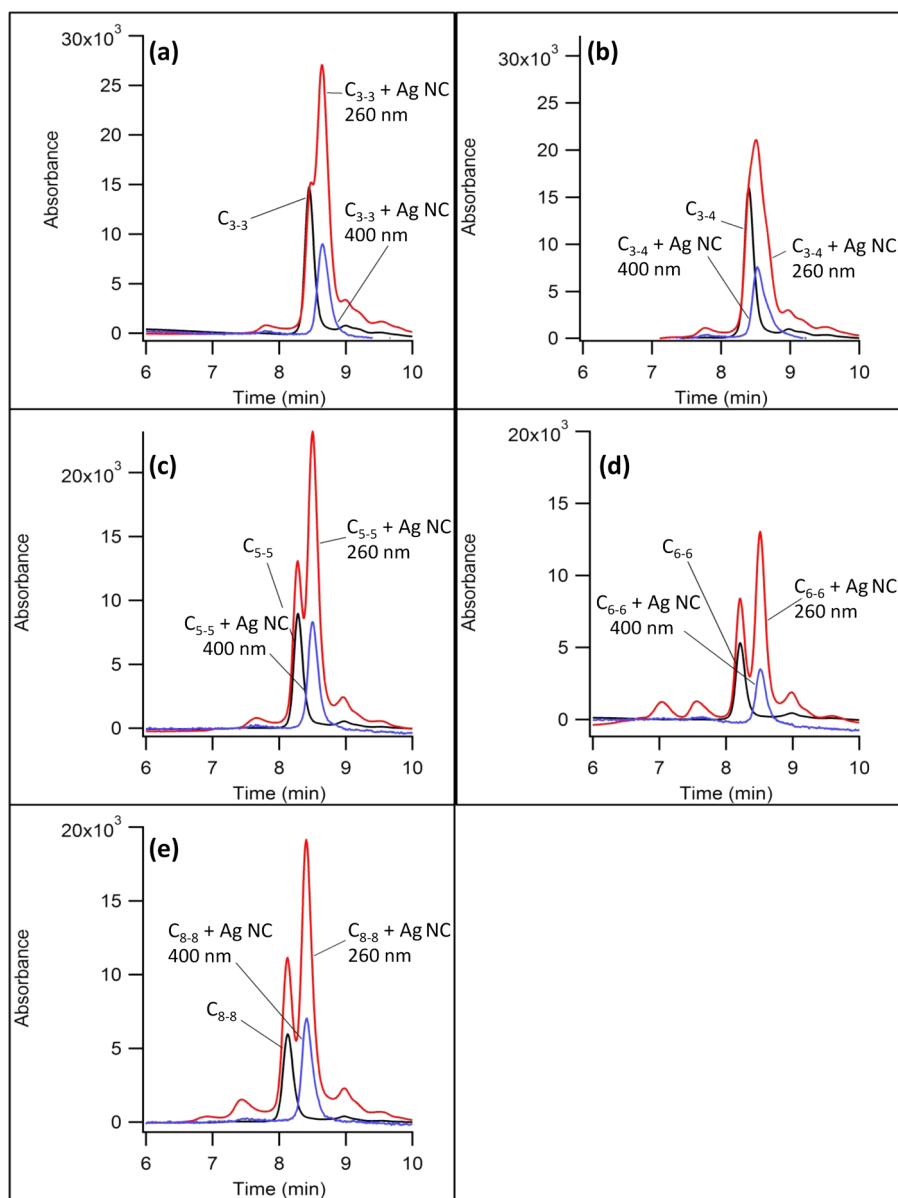 (a)
30x10³
25
20
15
10
5
0
Absorbance
C₃₋₃ + Ag NC
260 nm
C₃₋₃
C₃₋₃ + Ag NC
400 nm
6 7 8 9 10
Time (min)
(b)
30x10³
20
10
0
Absorbance
C₃₋₄
C₃₋₄ + Ag NC
400 nm
C₃₋₄ + Ag NC
260 nm
6 7 8 9 10
Time (min)
(c)
20x10³
15
10
5
0
Absorbance
C₅₋₅ + Ag NC
260 nm
C₅₋₅
C₅₋₅ + Ag NC
400 nm
6 7 8 9 10
Time (min)
(d)
20x10³
15
10
5
0
Absorbance
C₆₋₆
C₆₋₆ + Ag NC
400 nm
C₆₋₆ + Ag NC
260 nm
6 7 8 9 10
Time (min)
(e)
20x10³
15
10
5
0
Absorbance
C₈₋₈ + Ag NC
400 nm
C₈₋₈ + Ag NC
260 nm
C₈₋₈
6 7 8 9 10
Time (min)